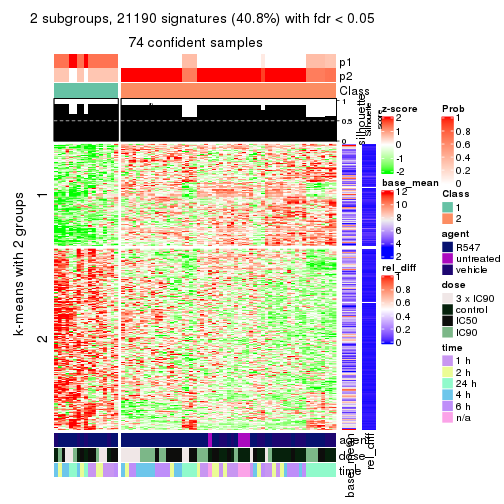 2 subgroups, 21190 signatures (40.8%) with fdr < 0.05
74 confident samples
p1
p2
Class
silhouette
1
0.5
0
Silhouette
score
k-means with 2 groups
1
2
agent
dose
time
base_mean
rel_diff
z-score
2
1
0
-1
-2
base_mean
12
10
8
6
4
2
rel_diff
1
0.8
0.6
0.4
0.2
0
Prob
1
0.8
0.6
0.4
0.2
0
Class
1
2
agent
R547
untreated
vehicle
dose
3 x IC90
control
IC50
IC90
time
1 h
2 h
24 h
4 h
6 h
n/a